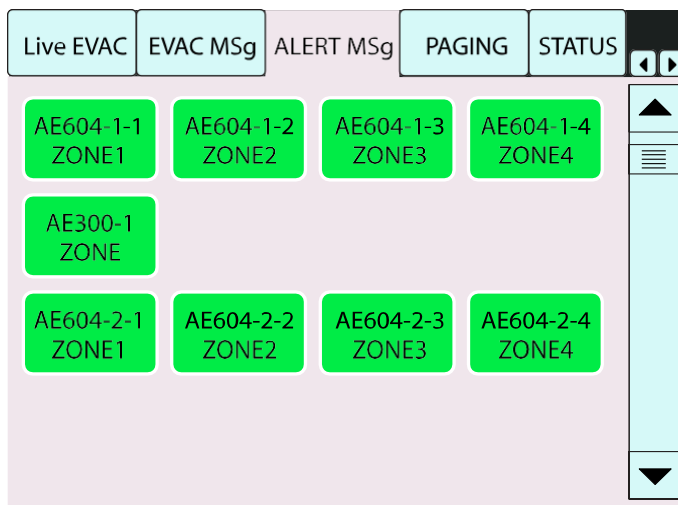 Live EVAC EVAC MSg ALERT MSg PAGING STATUS
AE604-1-1 AE604-1-2 AE604-1-3 AE604-1-4
ZONE1 ZONE2 ZONE3 ZONE4
AE300-1
ZONE
AE604-2-1 AE604-2-2 AE604-2-3 AE604-2-4
ZONE1 ZONE2 ZONE3 ZONE4